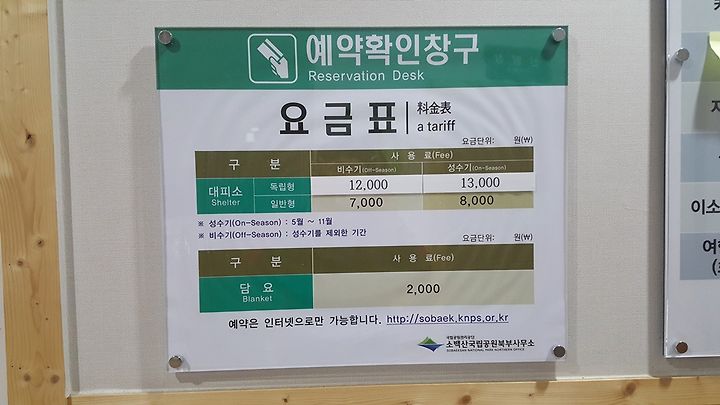 예약확인창구
Reservation Desk
요금표 料金表
a tariff
요금단위: 원(₩)
구 분 사 용 료(Fee)
비수기(Off-Season) 성수기(On-Season)
대피소 Shelter 독립형 12,000 13,000
일반형 7,000 8,000
※ 성수기(On-Season) : 5월 ~ 11월
※ 비수기(Off-Season) : 성수기를 제외한 기간
요금단위: 원(₩)
구 분 사 용 료(Fee)
담 요 2,000
Blanket
예약은 인터넷으로만 가능합니다. http://sobaek.knps.or.kr
국립공원관리공단
소백산국립공원북부사무소
SOBAEKSAN NATIONAL PARK NORTHERN OFFICE
이소